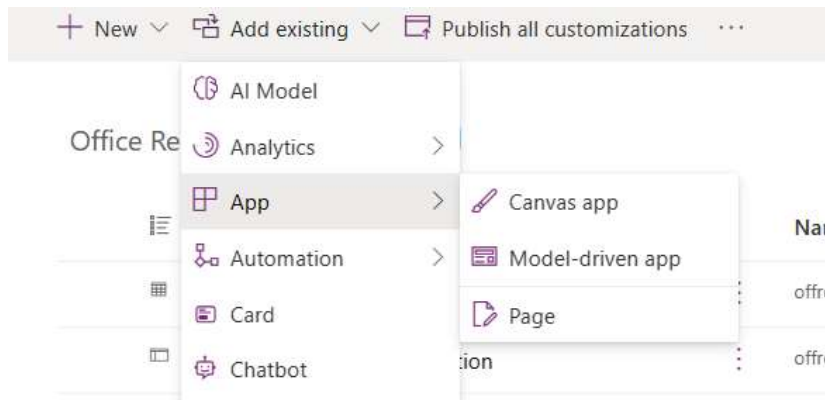 New Add existing Publish all customizations ...
AI Model
Office Re
Analytics
App
Canvas app
Nar
Automation
Model-driven app
offr
Card
Page
tion
offr
Chatbot